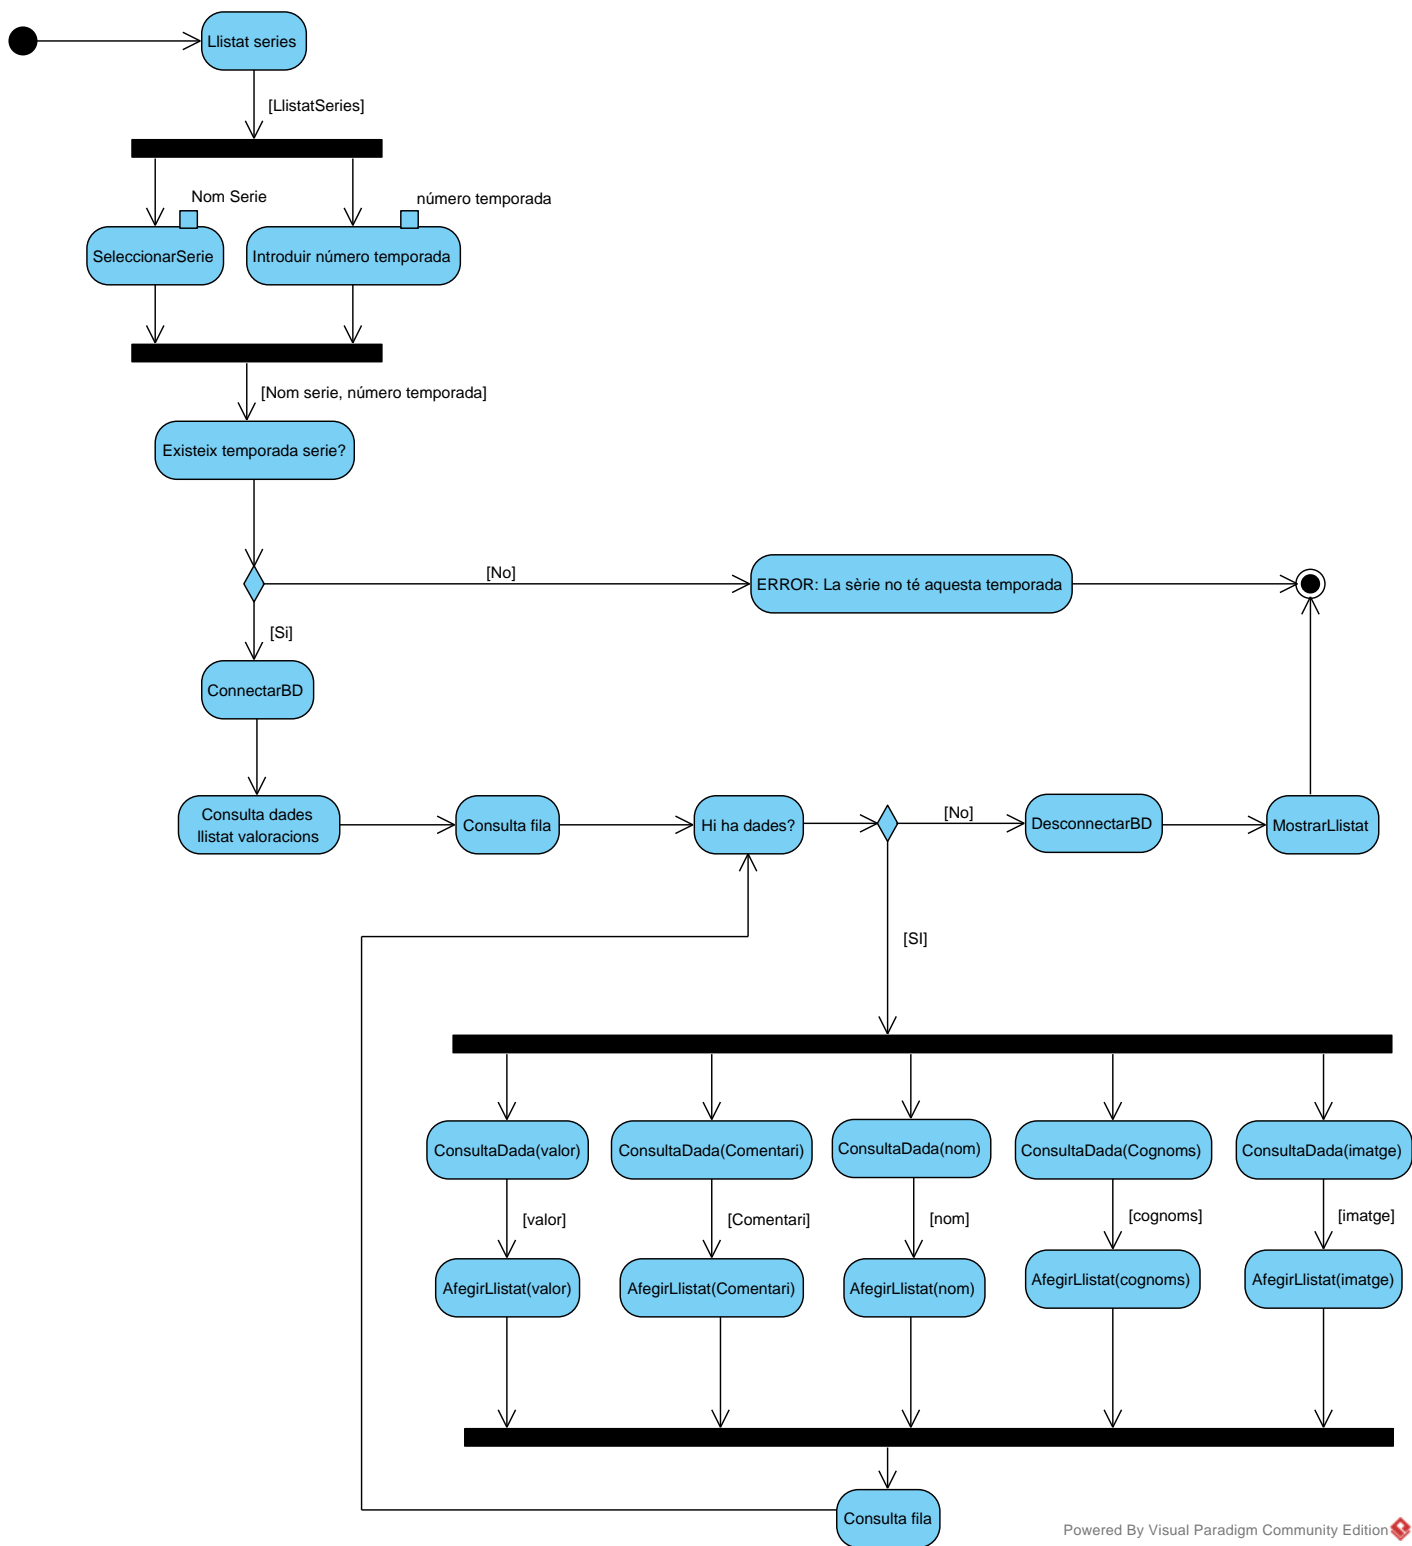 Llistat series
[LlistatSeries]
Nom Serie
número temporada
SeleccionarSerie
Introduir número temporada
[Nom serie, número temporada]
Existeix temporada serie?
[No]
ERROR: La sèrie no té aquesta temporada
[Si]
ConnectarBD
Consulta dades
llistat valoracions
Consulta fila
Hi ha dades?
[No]
DesconnectarBD
MostrarLlistat
[SI]
ConsultaDada(valor)
ConsultaDada(Comentari)
ConsultaDada(nom)
ConsultaDada(Cognoms)
ConsultaDada(imatge)
[valor]
[Comentari]
[nom]
[cognoms]
[imatge]
AfegirLlistat(valor)
AfegirLlistat(Comentari)
AfegirLlistat(nom)
AfegirLlistat(cognoms)
AfegirLlistat(imatge)
Consulta fila
Powered By Visual Paradigm Community Edition